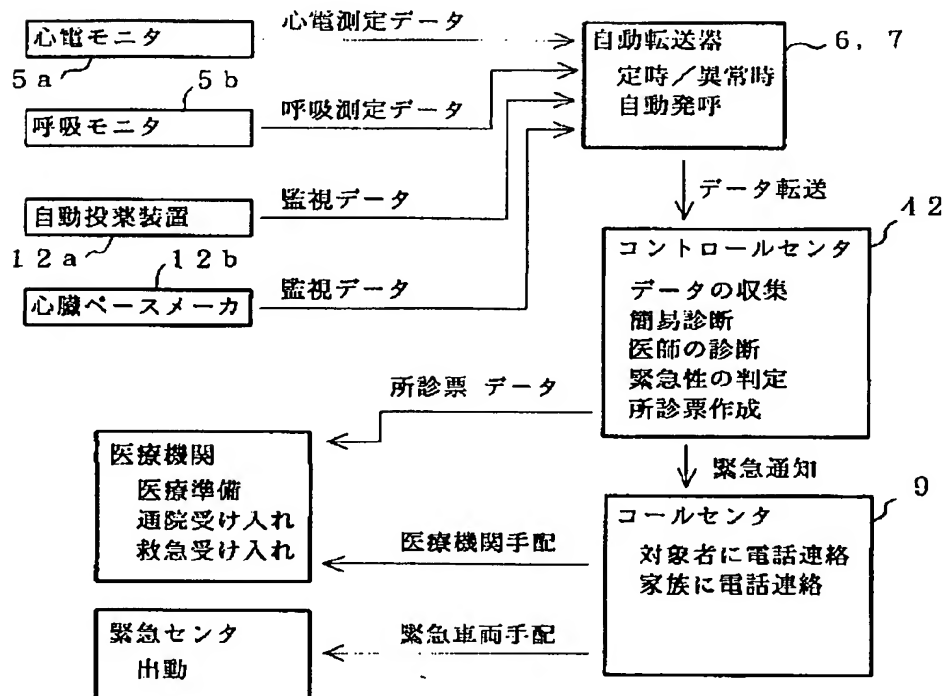 心電モニタ
5a
心電測定データ
5b
呼吸モニタ
呼吸測定データ
自動投薬装置
12a
監視データ
12b
心臓ペースメーカ
監視データ
自動転送器
定時/異常時
自動発呼
6, 7
データ転送
12
コントロールセンタ
データの収集
簡易診断
医師の診断
緊急性の判定
所診票作成
所診票 データ
医療機関
医療準備
通院受け入れ
救急受け入れ
緊急通知
9
コールセンタ
対象者に電話連絡
家族に電話連絡
医療機関手配
緊急センタ
出動
緊急車両手配